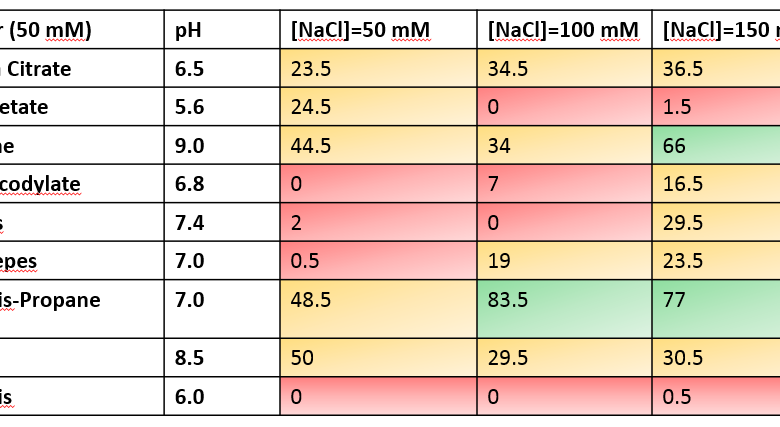 r (50 mM) pH [NaCl]=50 mM [NaCl]=100 mM [NaCl]=150 m
Citrate 6.5 23.5 34.5 36.5
etate 5.6 24.5 0 1.5
ne 9.0 44.5 34 66
codylate 6.8 0 7 16.5
s 7.4 2 0 29.5
epes 7.0 0.5 19 23.5
is-Propane 7.0 48.5 83.5 77
8.5 50 29.5 30.5
is 6.0 0 0 0.5